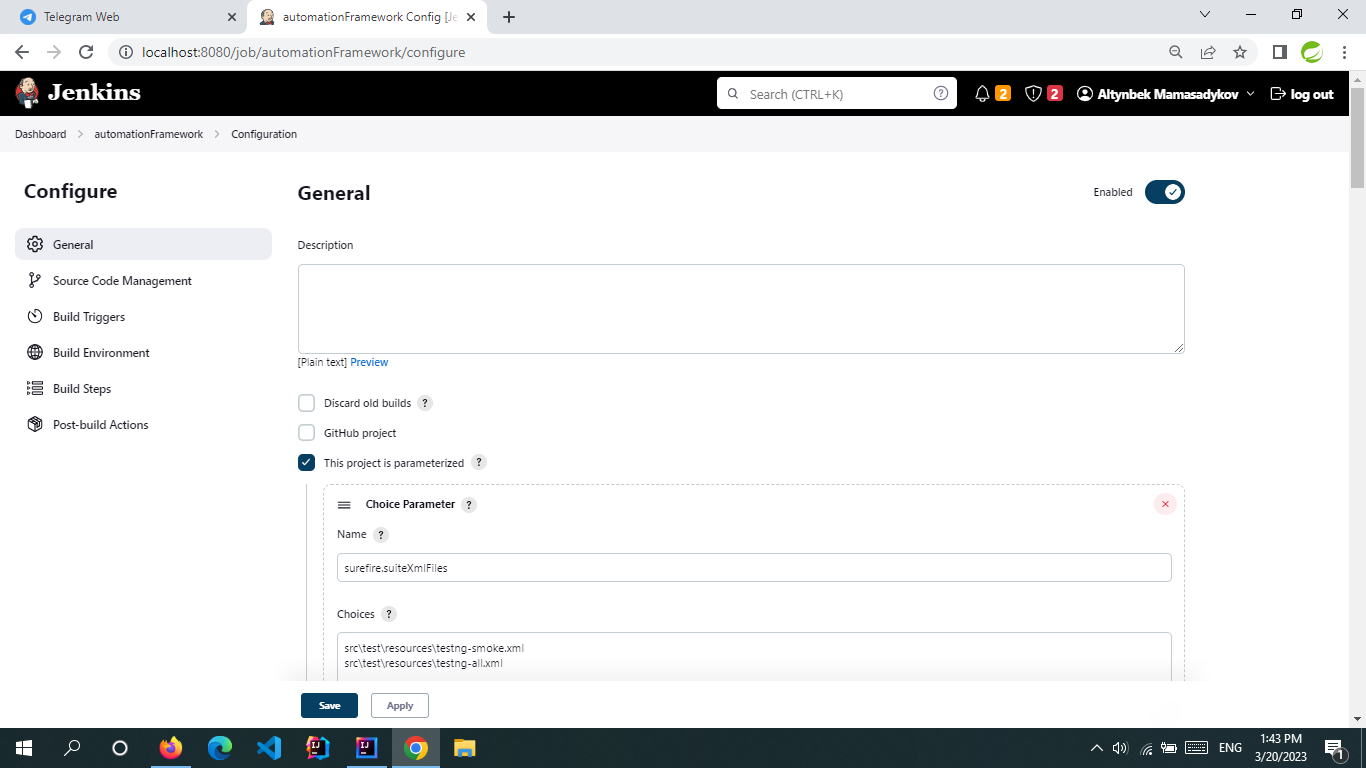 Telegram Web
automationFramework Config [Je
localhost:8080/job/automationFramework/configure
Jenkins
Search (CTRL+K)
?
2
2
Altynbek Mamasadykov
log out
Dashboard
automationFramework
Configuration
Configure
General
Source Code Management
Build Triggers
Build Environment
Build Steps
Post-build Actions
General
Enabled
Description
[Plain text] Preview
Discard old builds ?
GitHub project
This project is parameterized ?
Choice Parameter ?
Name ?
surefire.suiteXmlFiles
Choices ?
src\test\resources\testng-smoke.xml
src\test\resources\testng-all.xml
Save
Apply
ENG
1:43 PM
3/20/2023
1